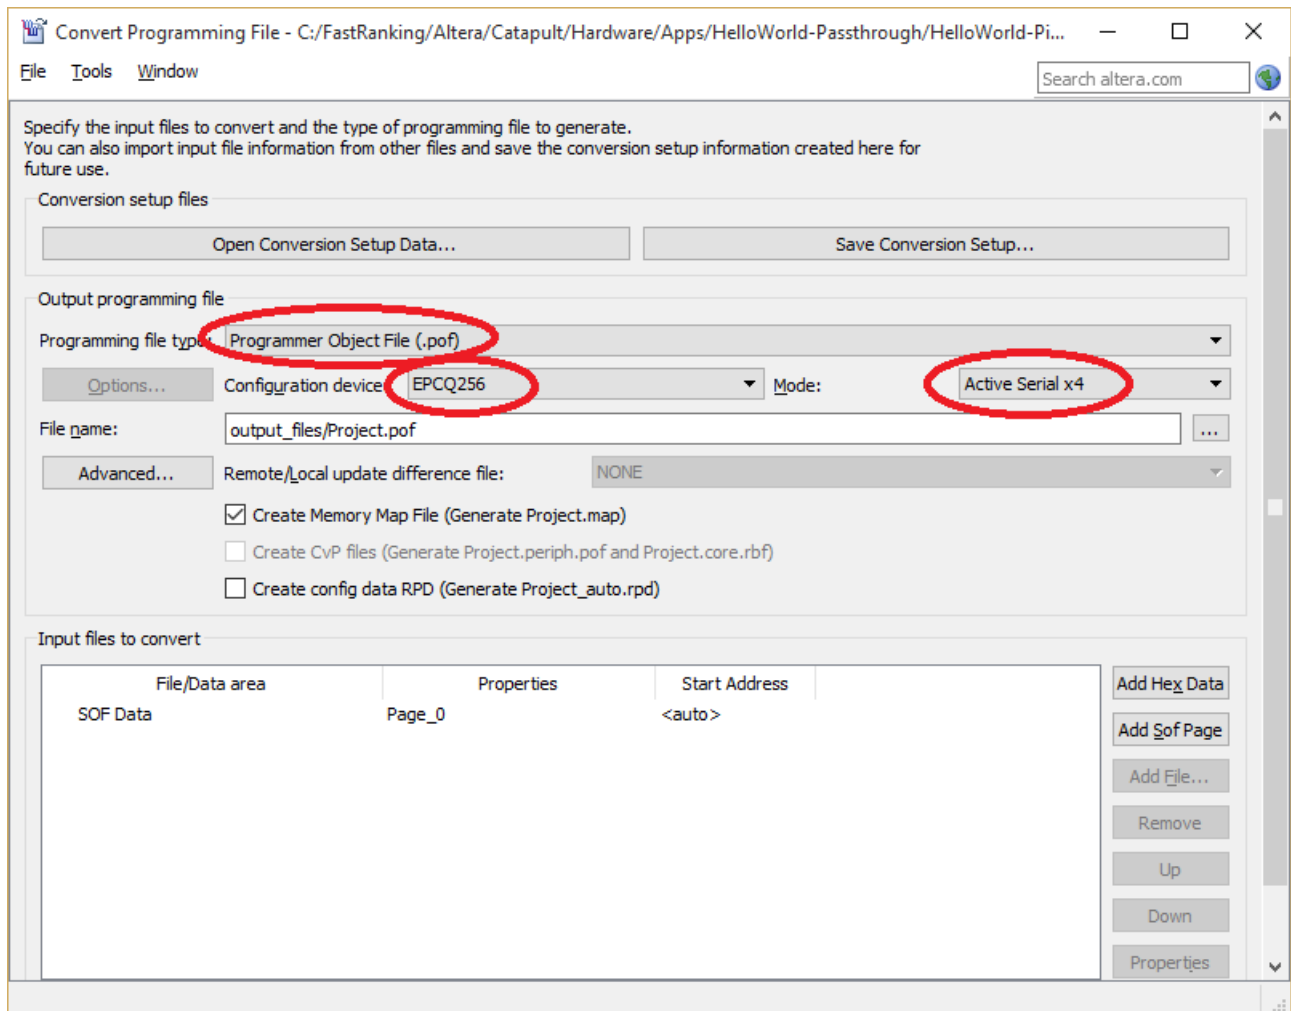 Convert Programming File - C:/FastRanking/Altera/Catapult/Hardware/Apps/HelloWorld-Passthrough/HelloWorld-Pi...
File Tools Window
Search altera.com
Specify the input files to convert and the type of programming file to generate.
You can also import input file information from other files and save the conversion setup information created here for
future use.
Conversion setup files
Open Conversion Setup Data...
Save Conversion Setup...
Output programming file
Programming file type: Programmer Object File (.pof)
Options... Configuration device: EPCQ256 Mode: Active Serial x4
File name: output_files/Project.pof ...
Advanced... Remote/Local update difference file: NONE
Create Memory Map File (Generate Project.map)
Create CvP files (Generate Project.periph.pof and Project.core.rbf)
Create config data RPD (Generate Project_auto.rpd)
Input files to convert
File/Data area Properties Start Address
SOF Data Page_0 <auto>
Add Hex Data
Add Sof Page
Add File...
Remove
Up
Down
Properties